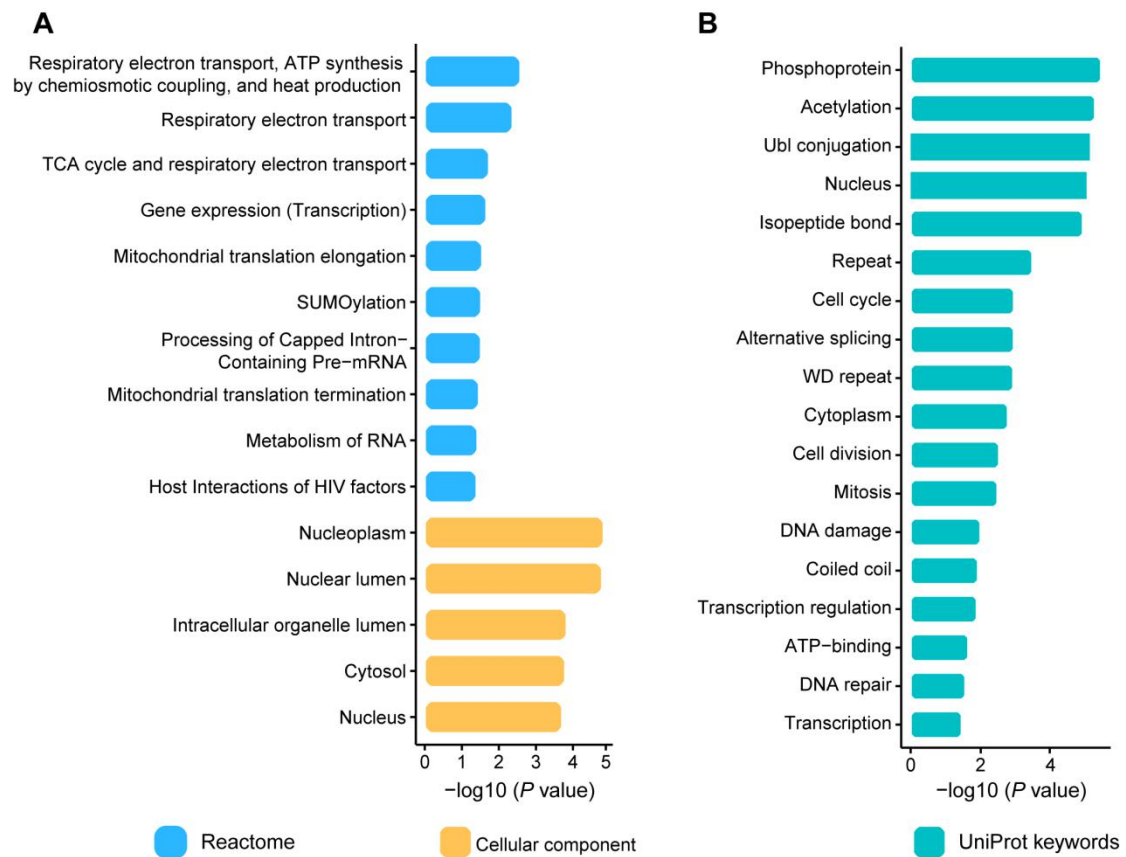 A
Respiratory electron transport, ATP synthesis
by chemiosmotic coupling, and heat production
Respiratory electron transport
TCA cycle and respiratory electron transport
Gene expression (Transcription)
Mitochondrial translation elongation
SUMOylation
Processing of Capped Intron−
Containing Pre−mRNA
Mitochondrial translation termination
Metabolism of RNA
Host Interactions of HIV factors
Nucleoplasm
Nuclear lumen
Intracellular organelle lumen
Cytosol
Nucleus
0 1 2 3 4 5
−log10 (P value)
Reactome
Cellular component
B
Phosphoprotein
Acetylation
Ubl conjugation
Nucleus
Isopeptide bond
Repeat
Cell cycle
Alternative splicing
WD repeat
Cytoplasm
Cell division
Mitosis
DNA damage
Coiled coil
Transcription regulation
ATP−binding
DNA repair
Transcription
0 2 4
−log10 (P value)
UniProt keywords